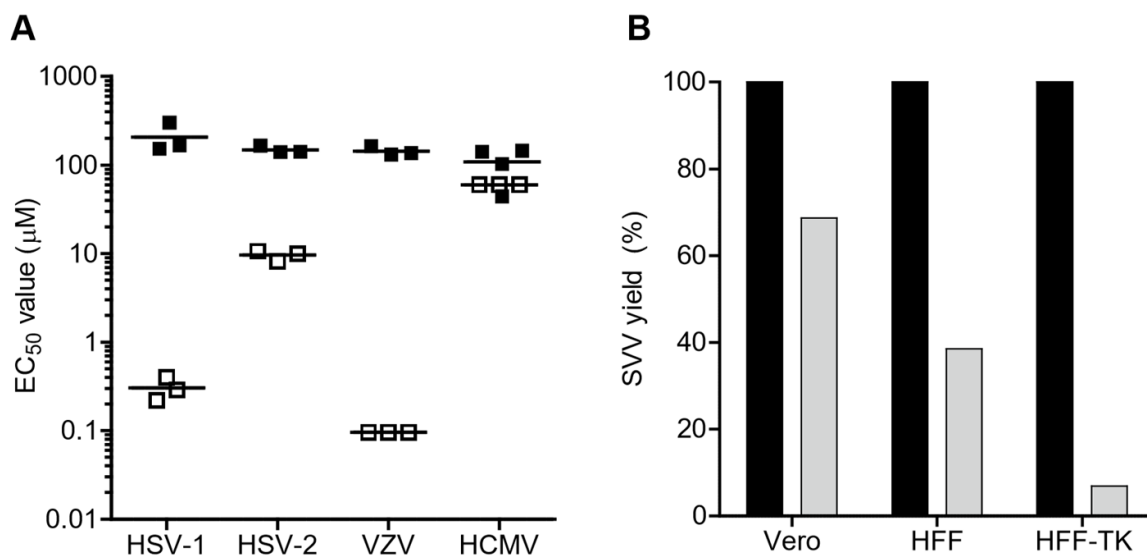 A
EC50 value (μM)
1000
100
10
1
0.1
0.01
HSV-1 HSV-2 VZV HCMV
B
SVV yield (%)
100
80
60
40
20
0
Vero HFF HFF-TK